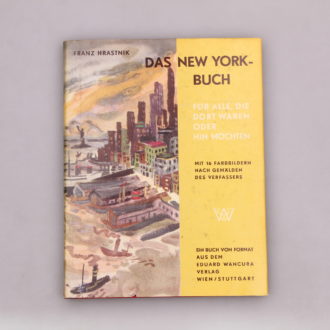 FRANZ HRASTNIK
DAS NEW YORK-
BUCH
FÜR ALLE, DIE
DORT WAREN
ODER
HIN MÖCHTEN
MIT 16 FARBBILDERN
NACH GEMÄLDEN
DES VERFASSERS
W
EIN BUCH VON FORMAT
AUS DEM
EDUARD WANCURA
VERLAG
WIEN/STUTTGART